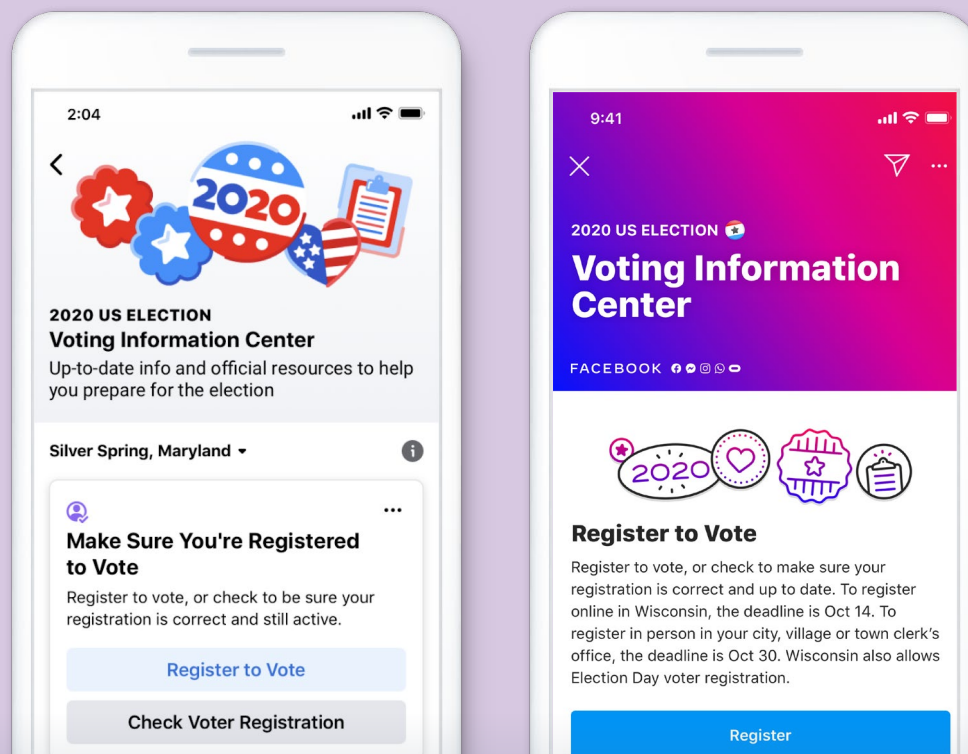 2:04
2020
2020 US ELECTION
Voting Information Center
Up-to-date info and official resources to help
you prepare for the election
Silver Spring, Maryland
Make Sure You're Registered
to Vote
Register to vote, or check to be sure your
registration is correct and still active.
Register to Vote
Check Voter Registration
9:41
2020 US ELECTION
Voting Information
Center
FACEBOOK
2020
Register to Vote
Register to vote, or check to make sure your
registration is correct and up to date. To register
online in Wisconsin, the deadline is Oct 14. To
register in person in your city, village or town clerk's
office, the deadline is Oct 30. Wisconsin also allows
Election Day voter registration.
Register